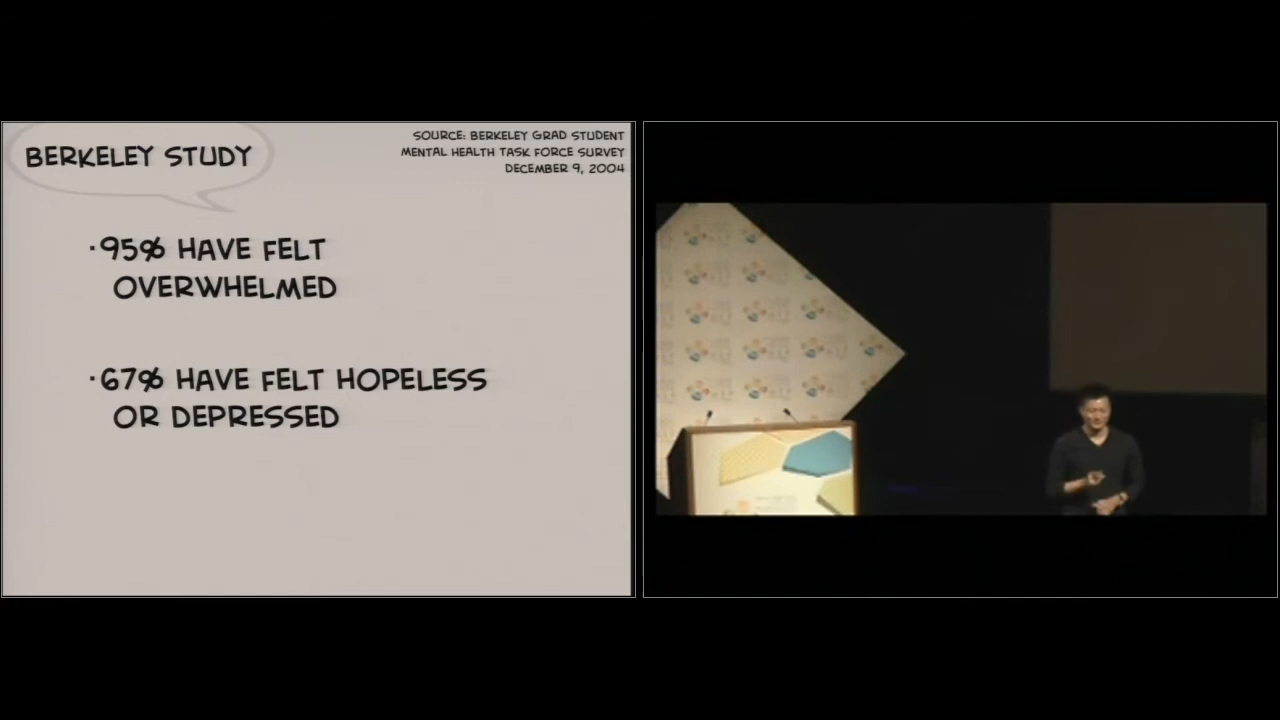 BERKELEY STUDY
SOURCE: BERKELEY GRAD STUDENT
MENTAL HEALTH TASK FORCE SURVEY
DECEMBER 9, 2004
·95% HAVE FELT
OVERWHELMED
·67% HAVE FELT HOPELESS
OR DEPRESSED